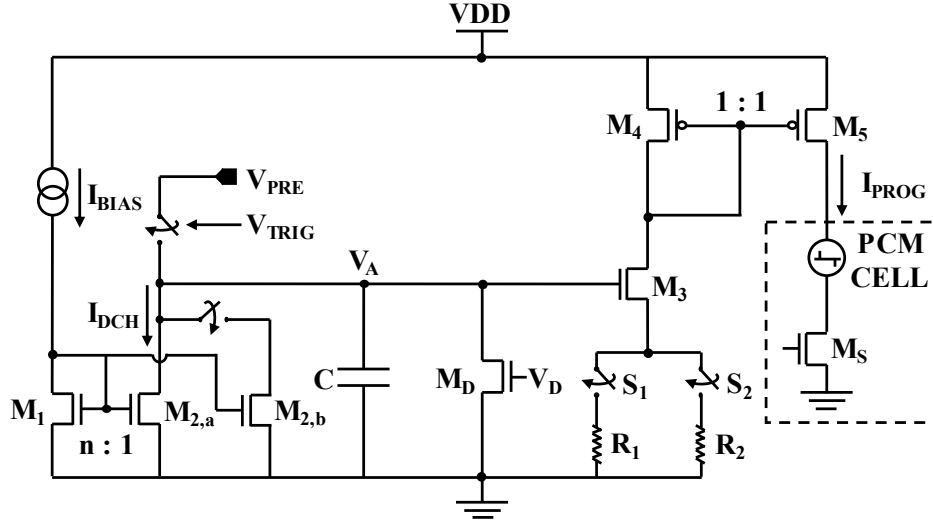 VDD
1 : 1
M4
M5
IBIAS
VPRE
VTRIG
IPROG
PCM
CELL
VA
M3
IDCH
MS
S1
S2
C
MD
VD
M1
M2,a
M2,b
n : 1
R1
R2